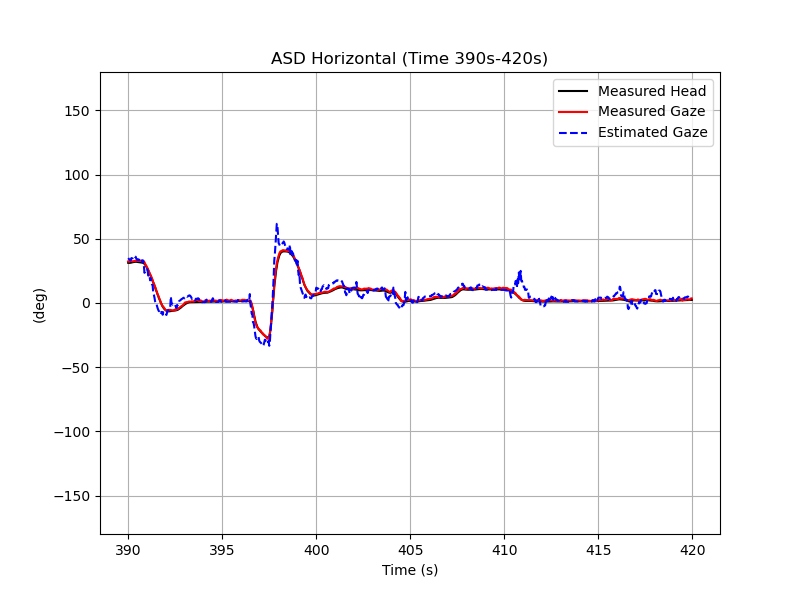 ASD Horizontal (Time 390s-420s)
Measured Head
Measured Gaze
Estimated Gaze
150
100
50
0
−50
−100
−150
(deg)
390
395
400
405
410
415
420
Time (s)